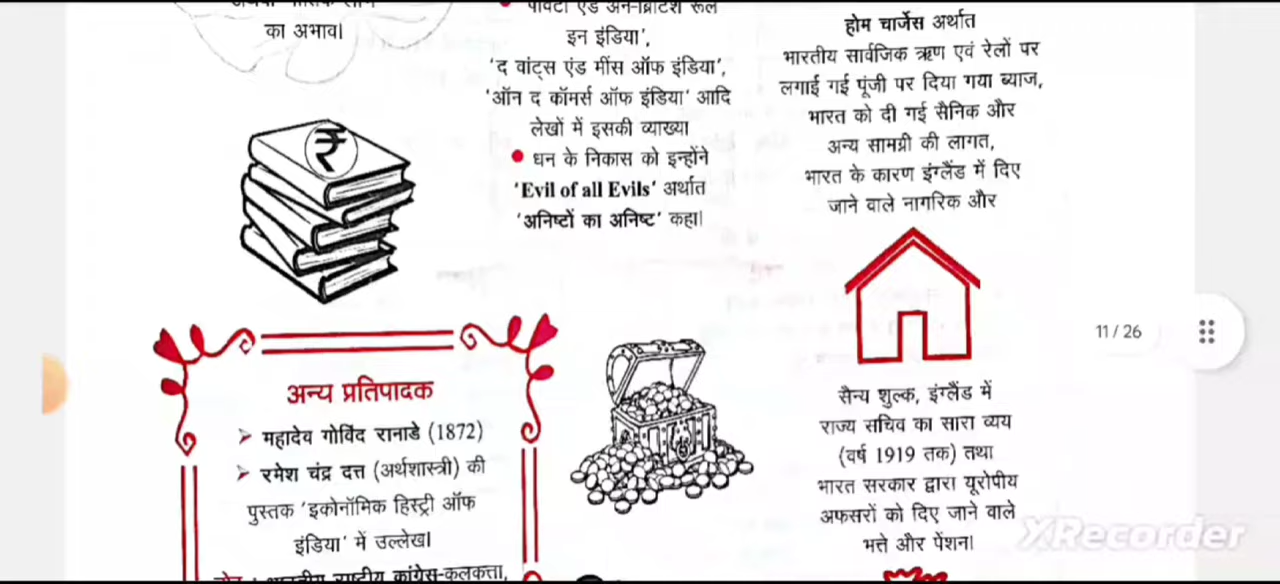 का अभाव।
इन इंडिया’,
‘द वांट्स एंड मींस ऑफ इंडिया’,
‘ऑन द कॉमर्स ऑफ इंडिया’ आदि
लेखों में इसकी व्याख्या
धन के निकास को इन्होंने
‘Evil of all Evils’ अर्थात
‘अनिष्टों का अनिष्ट’ कहा।
होम चार्जेस अर्थात
भारतीय सार्वजिक ऋण एवं रेलों पर
लगाई गई पूंजी पर दिया गया ब्याज,
भारत को दी गई सैनिक और
अन्य सामग्री की लागत,
भारत के कारण इंग्लैंड में दिए
जाने वाले नागरिक और
सैन्य शुल्क, इंग्लैंड में
राज्य सचिव का सारा व्यय
(वर्ष 1919 तक) तथा
भारत सरकार द्वारा यूरोपीय
अफसरों को दिए जाने वाले
भत्ते और पेंशन।
₹
अन्य प्रतिपादक
➤ महादेव गोविंद रानाडे (1872)
➤ रमेश चंद्र दत्त (अर्थशास्त्री) की
पुस्तक ‘इकोनॉमिक हिस्ट्री ऑफ
इंडिया’ में उल्लेख।
भारतीय राष्ट्रीय कांग्रेस-कलकत्ता,
11 / 26
XRecorder